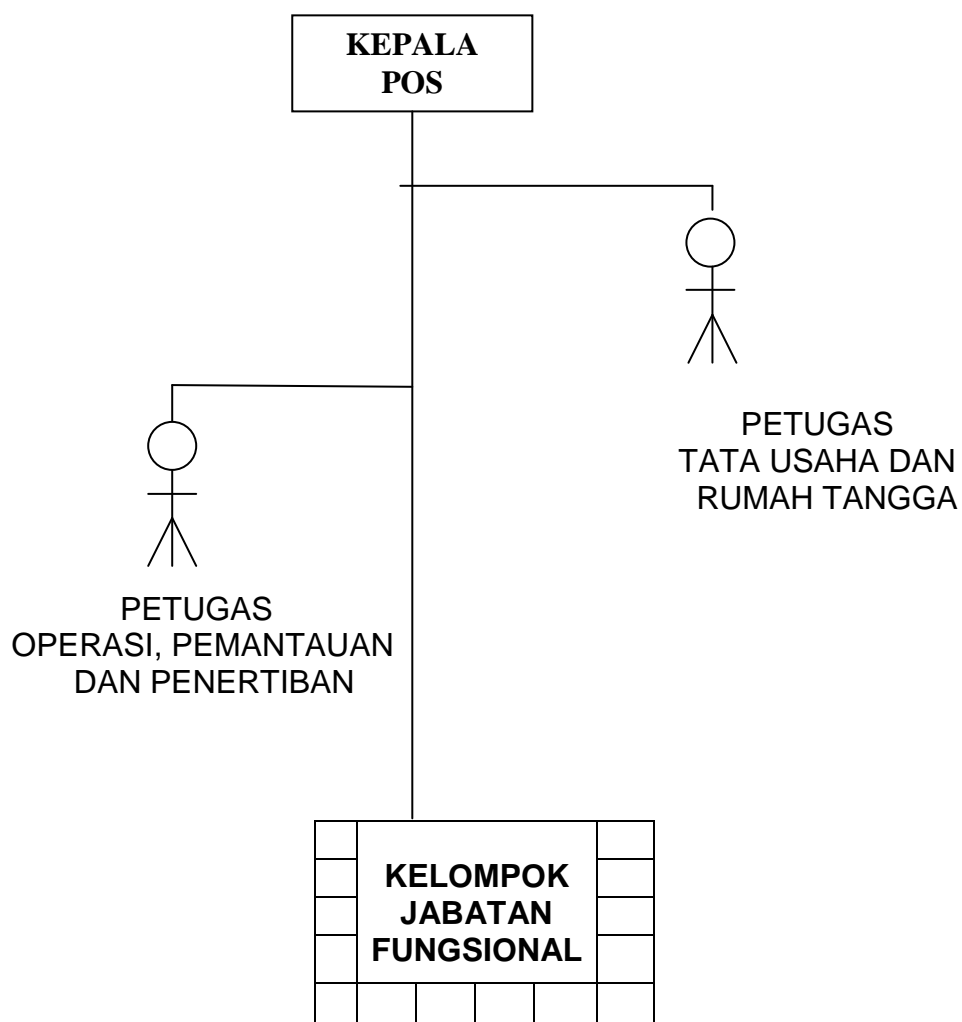 KEPALA
POS
PETUGAS
TATA USAHA DAN
RUMAH TANGGA
PETUGAS
OPERASI, PEMANTAUAN
DAN PENERTIBAN
KELOMPOK
JABATAN
FUNGSIONAL